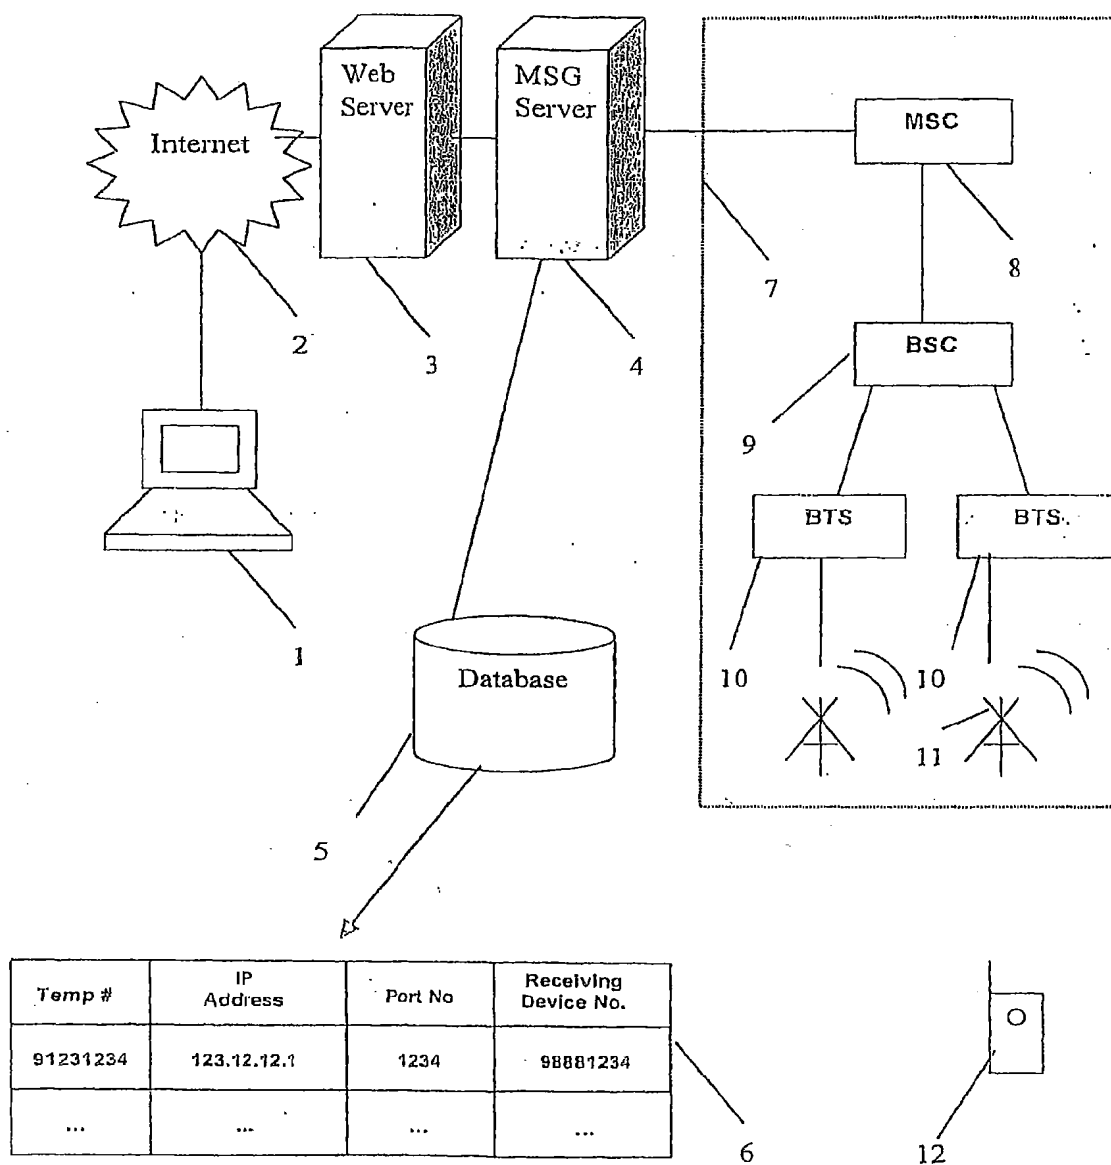 Web
Server
MSG
Server
Internet
MSC
2
3
4
7
8
BSC
9
BTS
BTS
1
Database
10
10
11
5
Temp #
IP
Address
Port No
Receiving
Device No.
91231234
123.12.12.1
1234
98881234
...
...
...
...
6
12